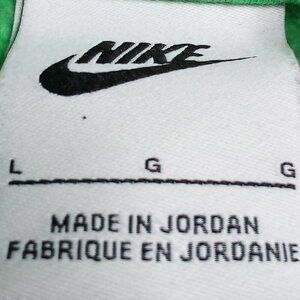 NIKE
L G G
MADE IN JORDAN
FABRIQUE EN JORDANIE